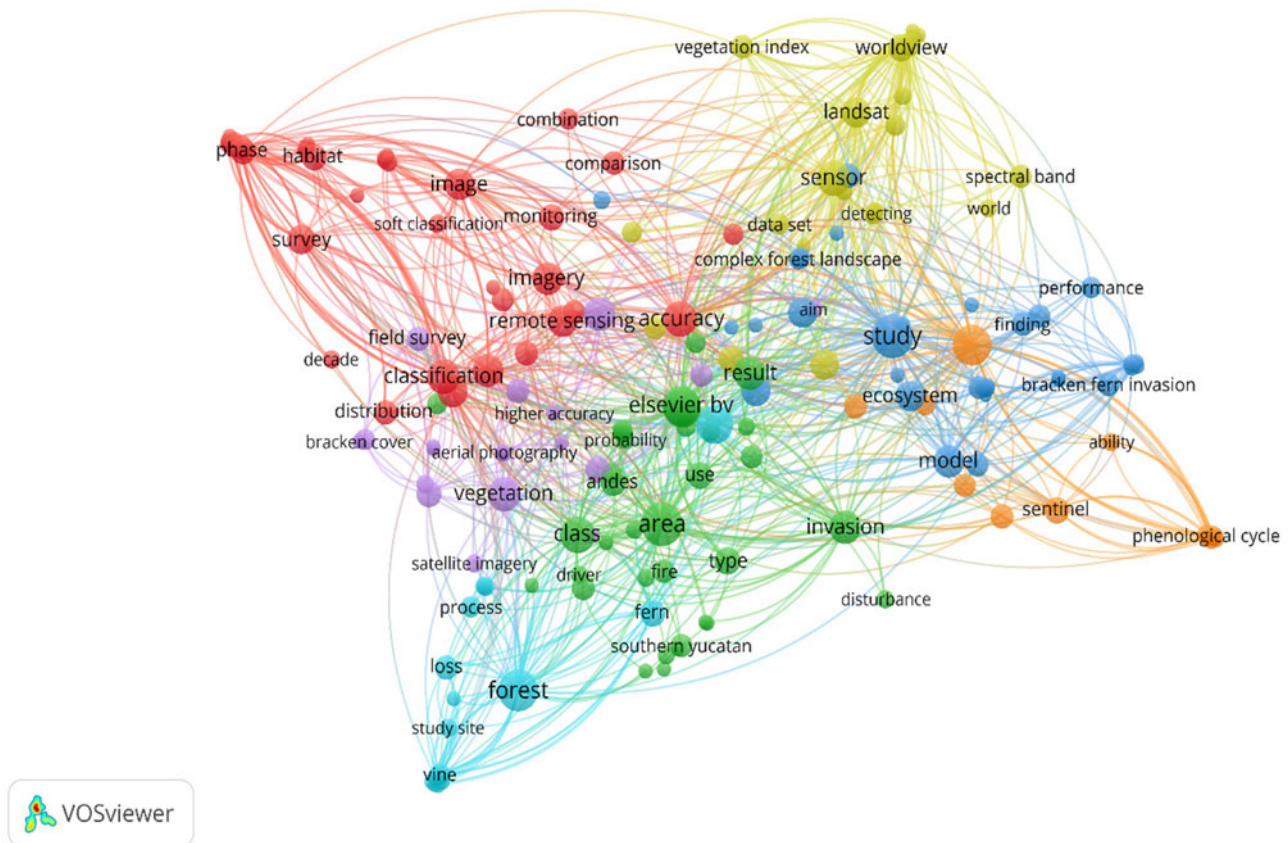 vegetation index
worldview
landsat
combination
phase
habitat
comparison
image
sensor
spectral band
world
monitoring
soft classification
detecting
data set
survey
complex forest landscape
imagery
performance
aim
remote sensing
accuracy
finding
field survey
study
decade
classification
result
bracken fern invasion
ecosystem
elsevier bv
distribution
higher accuracy
bracken cover
probability
ability
aerial photography
model
use
andes
vegetation
sentinel
area
invasion
class
phenological cycle
satellite imagery
type
driver
fire
disturbance
process
fern
southern yucatan
loss
forest
study site
vine
VOSviewer